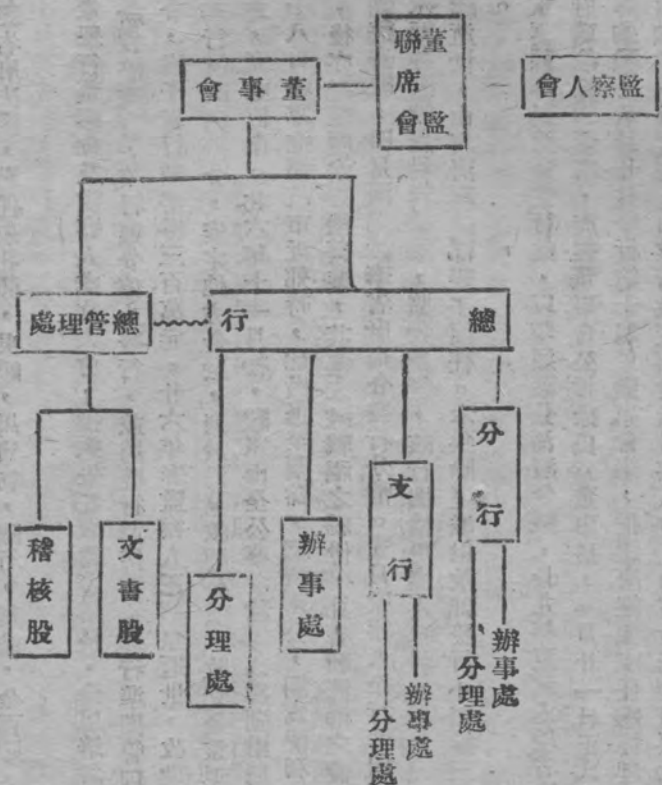 監察人會
董監
聯席會
董事會
總行
總管理處
分行
支行
辦事處
分理處
文書股
稽核股
辦事處
分理處
辦事處
分理處